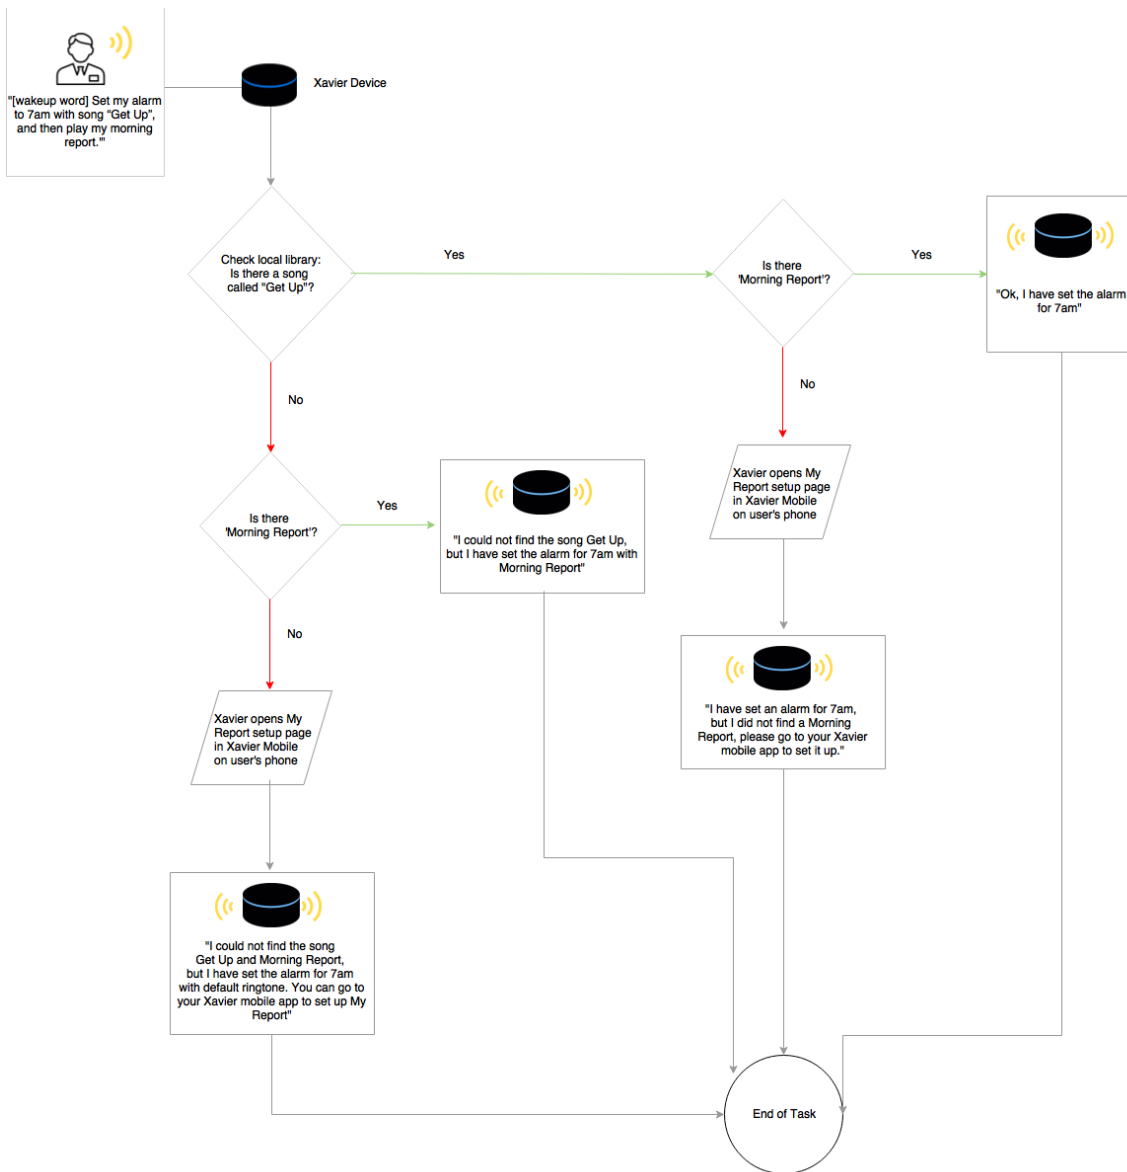 "[wakeup word] Set my alarm
to 7am with song "Get Up",
and then play my morning
report.'"
Xavier Device
Check local library:
Is there a song
called "Get Up"?
Yes
Is there
'Morning Report'?
Yes
"Ok, I have set the alarm
for 7am"
No
No
Is there
'Morning Report'?
Yes
"I could not find the song Get Up,
but I have set the alarm for 7am with
Morning Report"
Xavier opens My
Report setup page
in Xavier Mobile
on user's phone
No
"I have set an alarm for 7am,
but I did not find a Morning
Report, please go to your Xavier
mobile app to set it up."
Xavier opens My
Report setup page
in Xavier Mobile
on user's phone
"I could not find the song
Get Up and Morning Report,
but I have set the alarm for 7am
with default ringtone. You can go to
your Xavier mobile app to set up My
Report"
End of Task